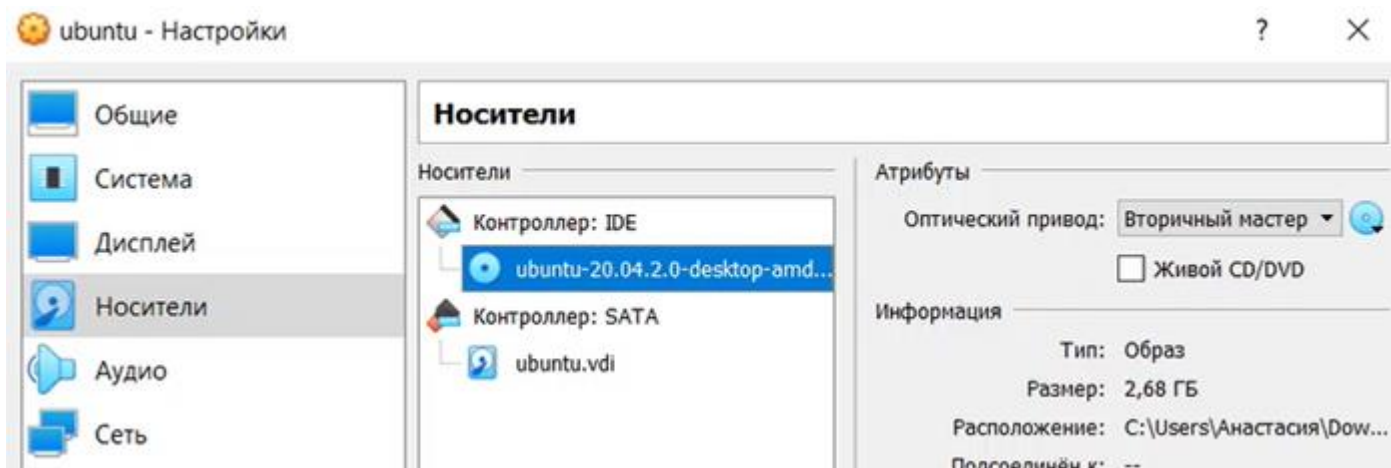 ubuntu - Настройки
?
Общие
Система
Дисплей
Носители
Аудио
Сеть
Носители
Носители
Контроллер: IDE
ubuntu-20.04.2.0-desktop-amd...
Контроллер: SATA
ubuntu.vdi
Атрибуты
Оптический привод: Вторичный мастер
Живой CD/DVD
Информация
Тип: Образ
Размер: 2,68 ГБ
Расположение: C:\Users\Анастасия\Dow...
Подсоединён к: --